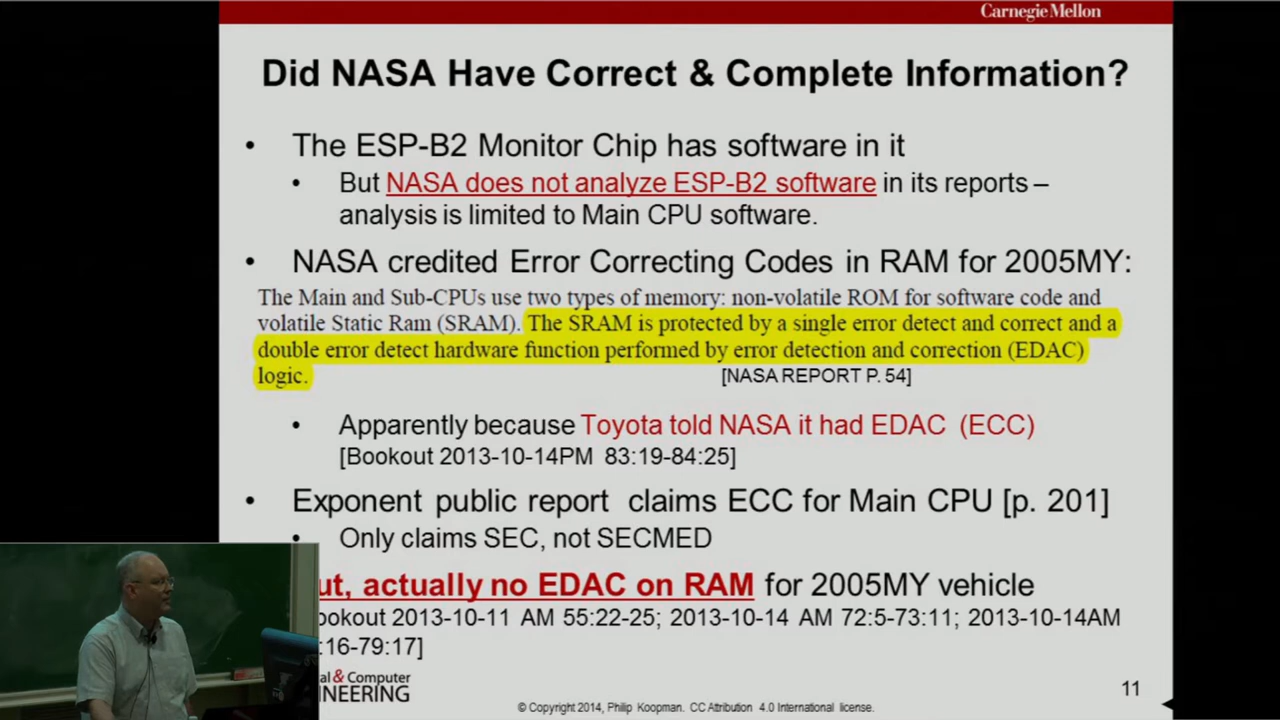 Carnegie Mellon
Did NASA Have Correct & Complete Information?
• The ESP-B2 Monitor Chip has software in it
• But NASA does not analyze ESP-B2 software in its reports –
analysis is limited to Main CPU software.
• NASA credited Error Correcting Codes in RAM for 2005MY:
The Main and Sub-CPUs use two types of memory: non-volatile ROM for software code and
volatile Static Ram (SRAM). The SRAM is protected by a single error detect and correct and a
double error detect hardware function performed by error detection and correction (EDAC)
logic.
[NASA REPORT P. 54]
• Apparently because Toyota told NASA it had EDAC (ECC)
[Bookout 2013-10-14PM 83:19-84:25]
• Exponent public report claims ECC for Main CPU [p. 201]
• Only claims SEC, not SECMED
ut, actually no EDAC on RAM for 2005MY vehicle
ookout 2013-10-11 AM 55:22-25; 2013-10-14 AM 72:5-73:11; 2013-10-14AM
:16-79:17]
al & Computer
INEERING
11
© Copyright 2014, Philip Koopman. CC Attribution 4.0 International license.